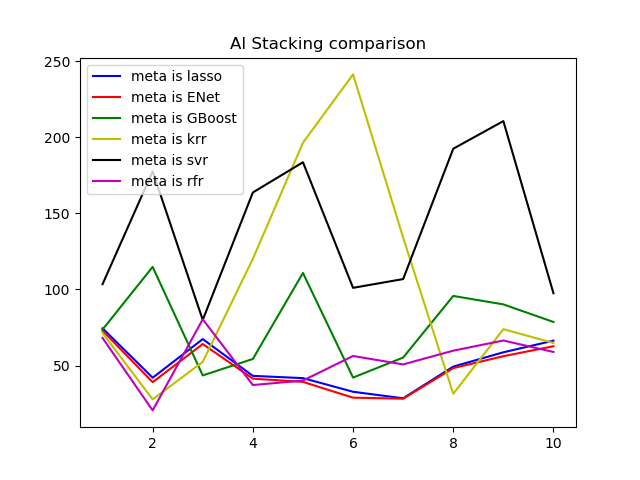 Al Stacking comparison
250
200
150
100
50
meta is lasso
meta is ENet
meta is GBoost
meta is krr
meta is svr
meta is rfr
2 4 6 8 10